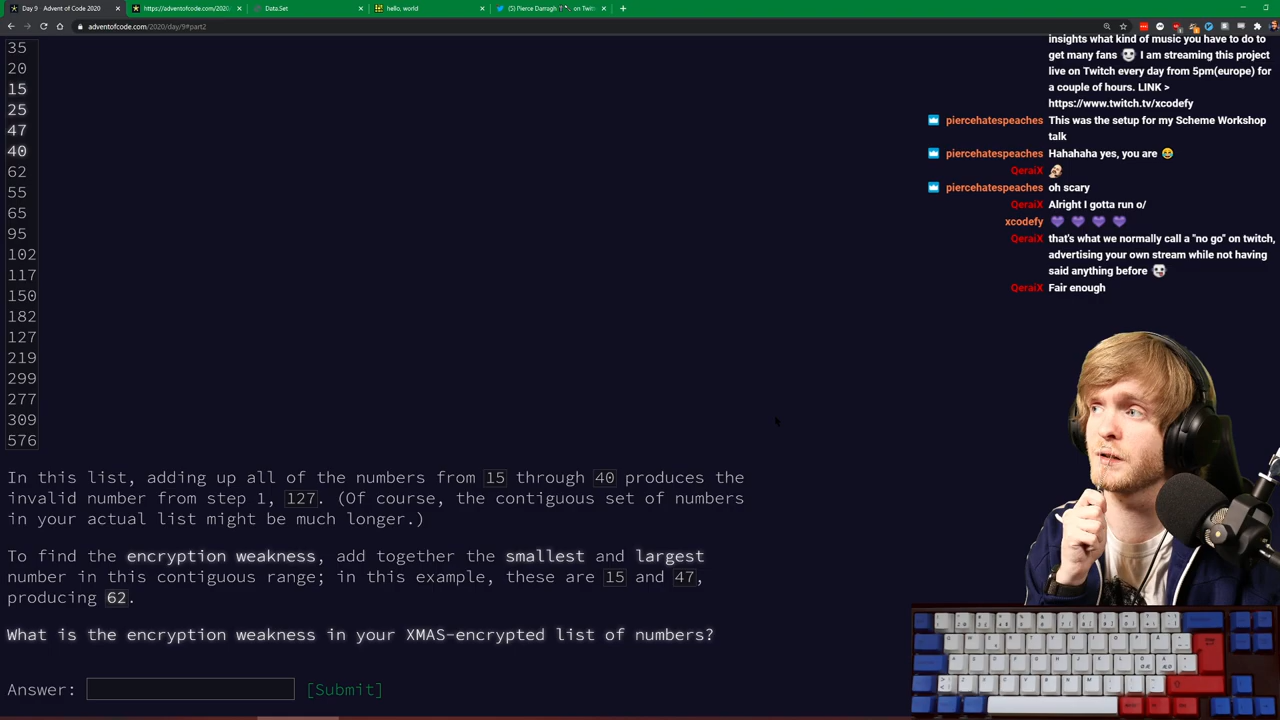 Day 9 - Advent of Code 2020
https://www.adventofcode.com/2020/
Data.Set
hello, world
(5) Pierce Darragh
on Twitt
adventofcode.com/2020/day/9#part2
35
20
15
25
47
40
62
55
65
95
102
117
150
182
127
219
299
277
309
576
In this list, adding up all of the numbers from 15 through 40 produces the
invalid number from step 1, 127. (Of course, the contiguous set of numbers
in your actual list might be much longer.)
To find the encryption weakness, add together the smallest and largest
number in this contiguous range; in this example, these are 15 and 47,
producing 62.
What is the encryption weakness in your XMAS-encrypted list of numbers?
Answer: [Submit]
insights what kind of music you have to do to
get many fans 💀 I am streaming this project
live on Twitch every day from 5pm(europe) for
a couple of hours. LINK >
https://www.twitch.tv/xcodefy
piercehatespeaches This was the setup for my Scheme Workshop
talk
piercehatespeaches Hahahaha yes, you are 😂
QeraiX
piercehatespeaches oh scary
QeraiX Alright I gotta run o/
xcodefy 💜 💜 💜 💜
QeraiX that's what we normally call a "no go" on twitch,
advertising your own stream while not having
said anything before
QeraiX Fair enough